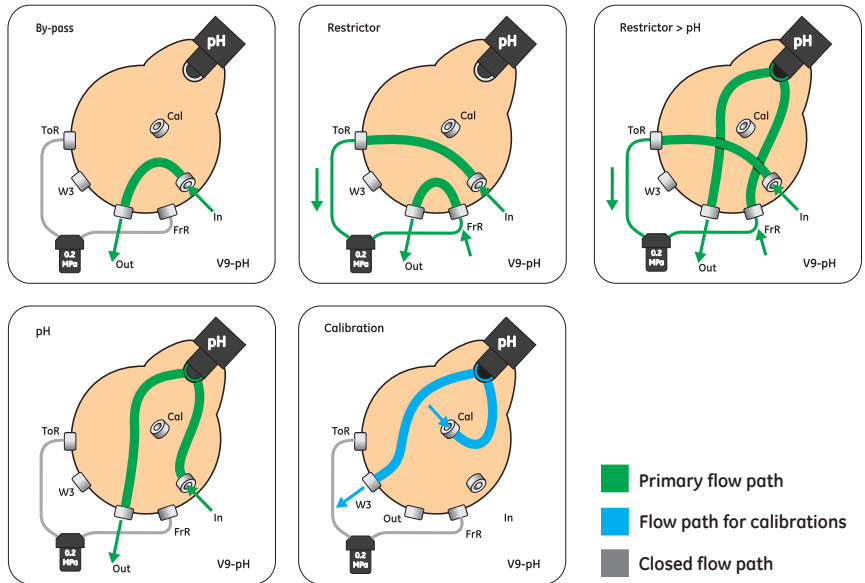 By-pass
pH
Cal
ToR
W3
In
FrR
0.2
MPa
Out
V9-pH
Restrictor
pH
Cal
ToR
W3
In
FrR
0.2
MPa
Out
V9-pH
Restrictor > pH
pH
Cal
ToR
W3
In
FrR
0.2
MPa
Out
V9-pH
pH
pH
Cal
ToR
W3
In
FrR
0.2
MPa
Out
V9-pH
Calibration
pH
Cal
ToR
W3
Out
In
FrR
0.2
MPa
V9-pH
Primary flow path
Flow path for calibrations
Closed flow path